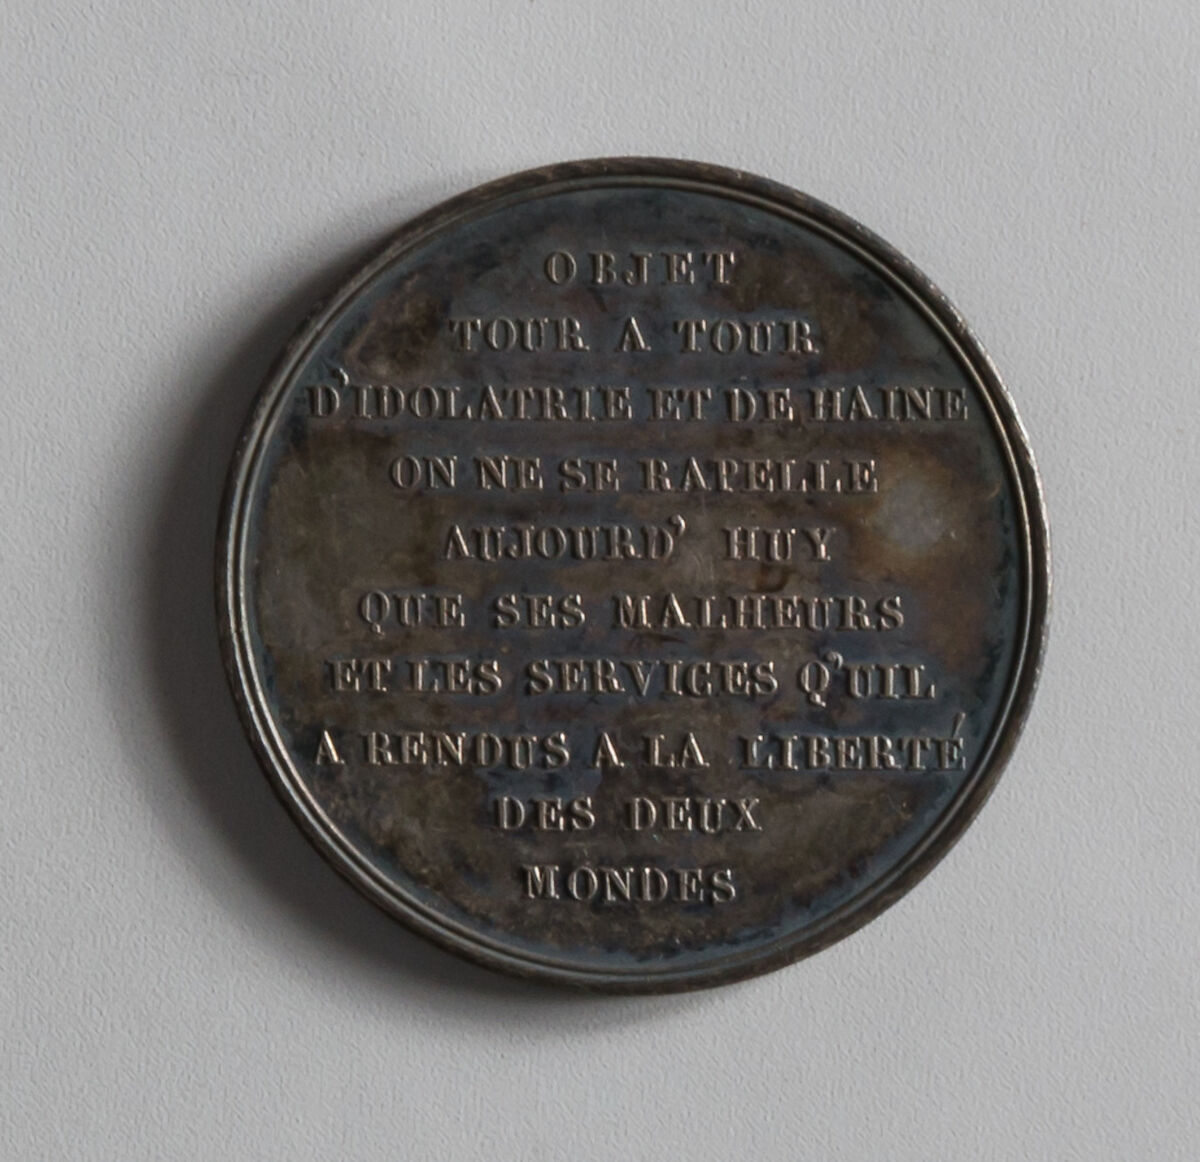 OBJET
TOUR A TOUR
D'IDOLATRIE ET DE HAINE
ON NE SE RAPELLE
AUJOURD' HUY
QUE SES MALHEURS
ET LES SERVICES Q'UIL
A RENDUS A LA LIBERTÉ
DES DEUX
MONDES